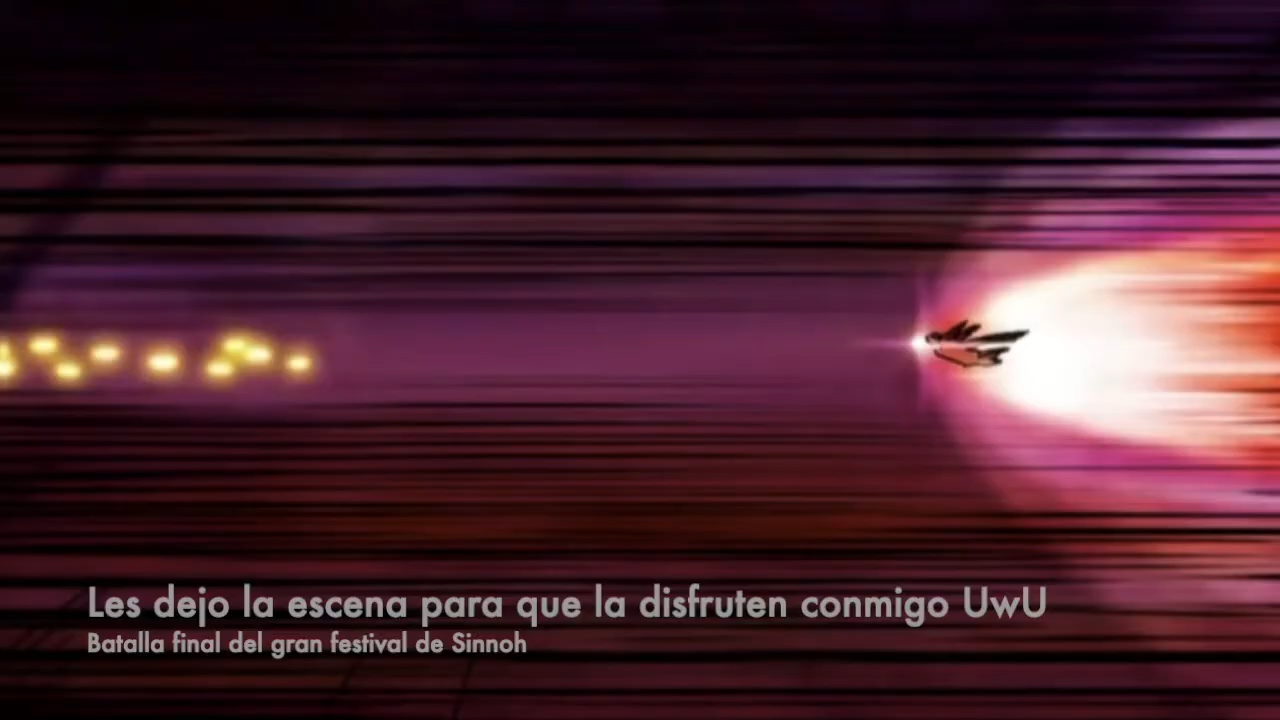 Les dejo la escena para que la disfruten conmigo UwU
Batalla final del gran festival de Sinnoh